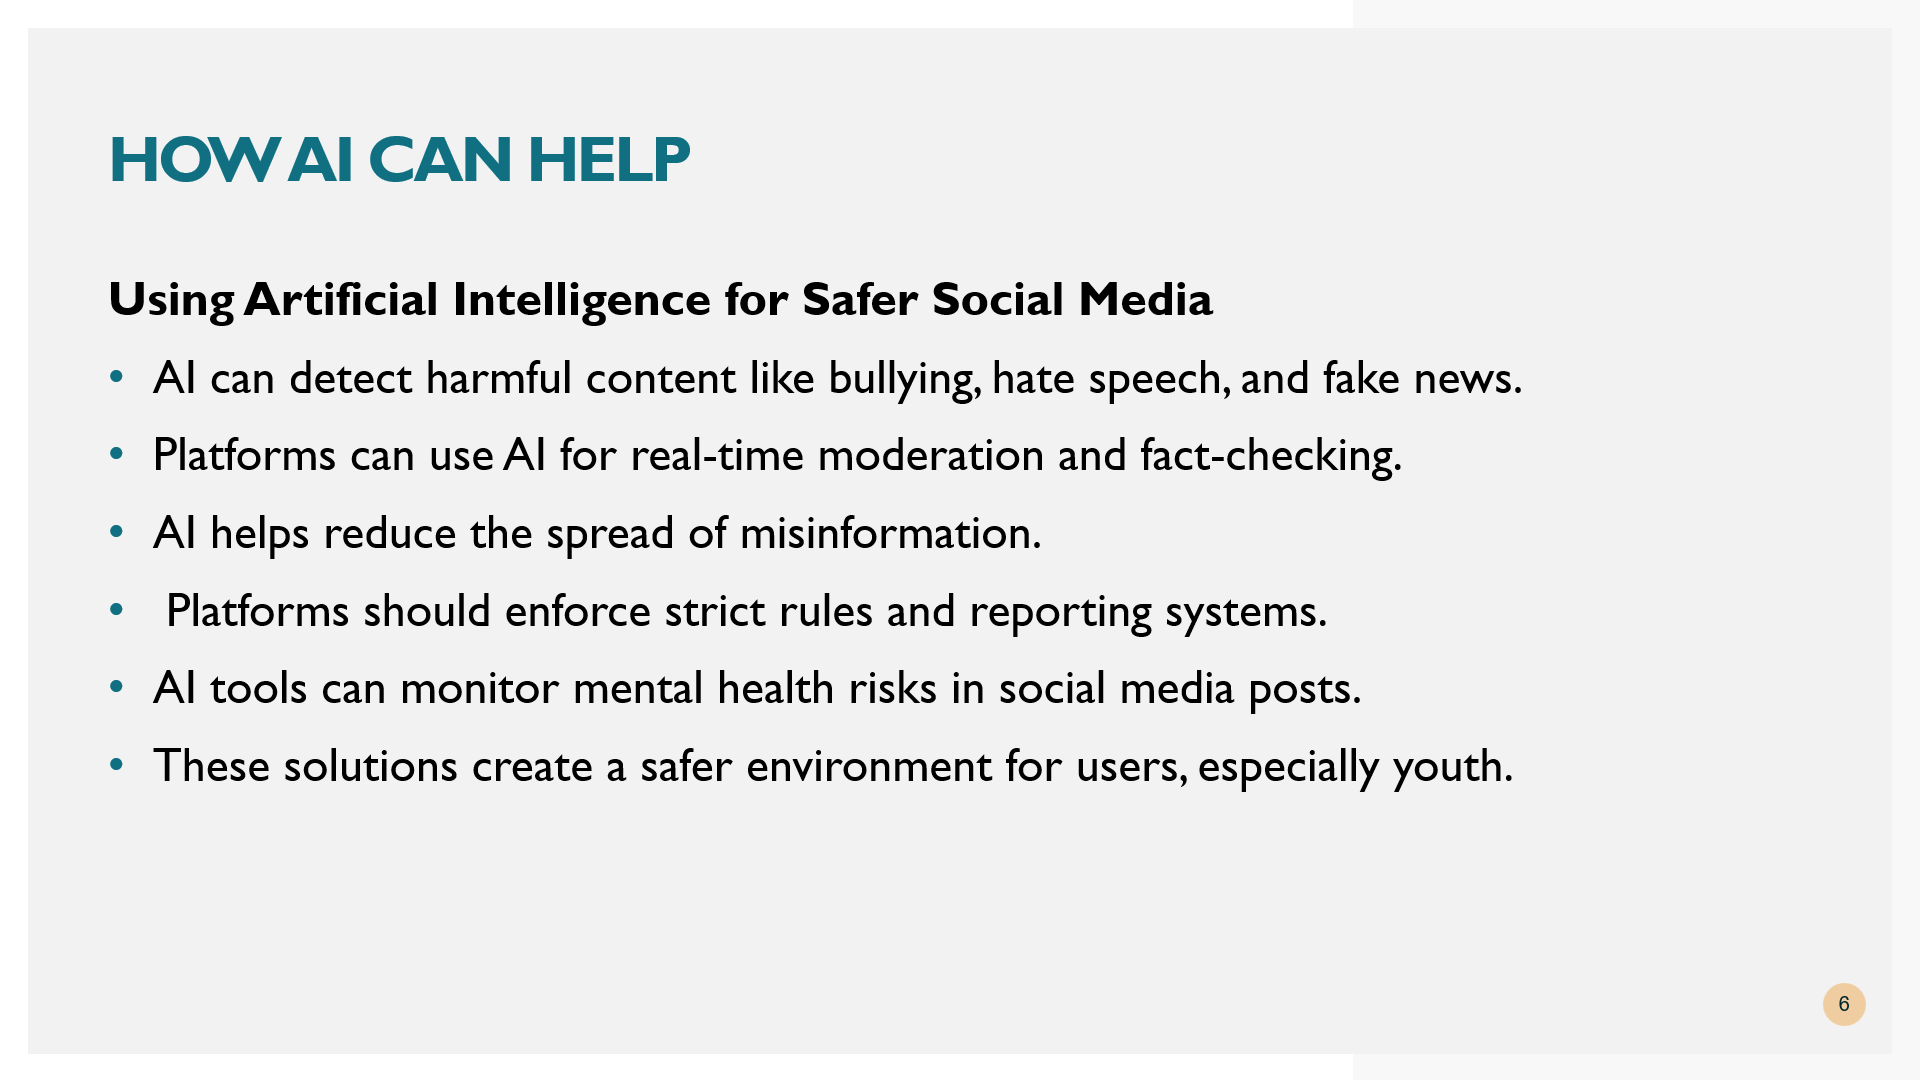 HOW AI CAN HELP
Using Artificial Intelligence for Safer Social Media
• AI can detect harmful content like bullying, hate speech, and fake news.
• Platforms can use AI for real-time moderation and fact-checking.
• AI helps reduce the spread of misinformation.
• Platforms should enforce strict rules and reporting systems.
• AI tools can monitor mental health risks in social media posts.
• These solutions create a safer environment for users, especially youth.
6